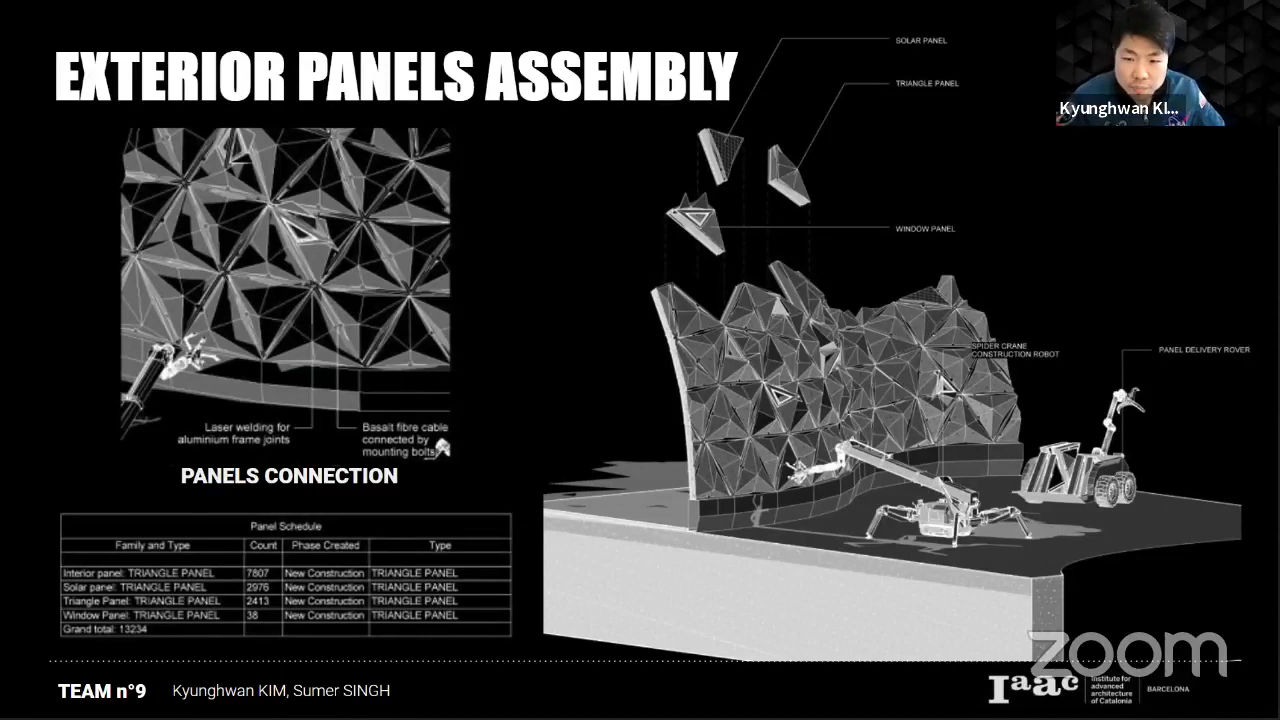 EXTERIOR PANELS ASSEMBLY
SOLAR PANEL
TRIANGLE PANEL
WINDOW PANEL
SPIDER CRANE
CONSTRUCTION ROBOT
PANEL DELIVERY ROVER
Kyunghwan KI...
Laser welding for
aluminium frame joints
Basalt fibre cable
connected by
mounting bolts
PANELS CONNECTION
Panel Schedule
Family and Type Count Phase Created Type
Interior panel: TRIANGLE PANEL 7807 New Construction TRIANGLE PANEL
Solar panel: TRIANGLE PANEL 2976 New Construction TRIANGLE PANEL
Triangle Panel: TRIANGLE PANEL 2413 New Construction TRIANGLE PANEL
Window Panel: TRIANGLE PANEL 38 New Construction TRIANGLE PANEL
Grand total: 13234
TEAM n°9 Kyunghwan KIM, Sumer SINGH
zoom
Iaac
Institute for
advanced
architecture
of Catalonia
BARCELONA